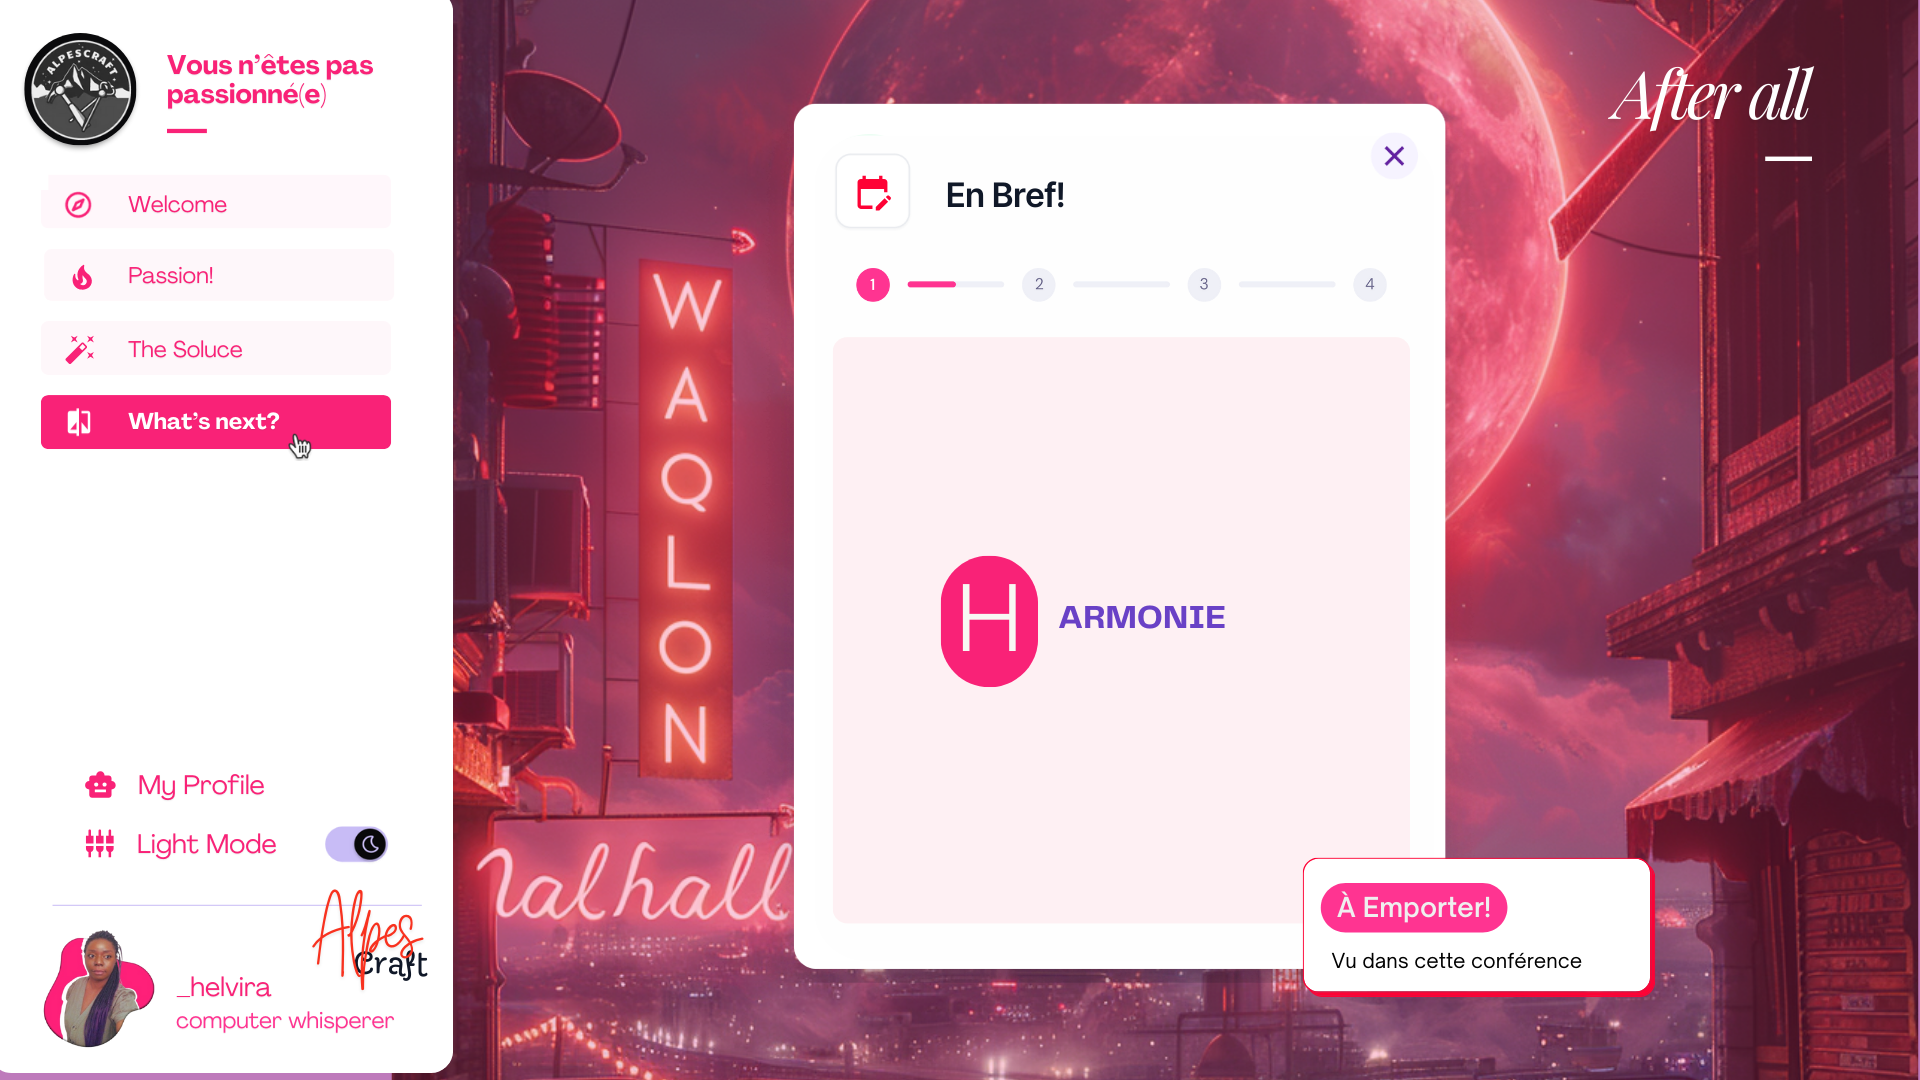 ALPESCRAFT
Vous n'êtes pas
passionné(e)
Welcome
Passion!
The Soluce
What's next?
My Profile
Light Mode
Alpes
Craft
_helvira
computer whisperer
WAQLON
Nalhall
En Bref!
1 2 3 4
H ARMONIE
À Emporter!
Vu dans cette conférence
After all